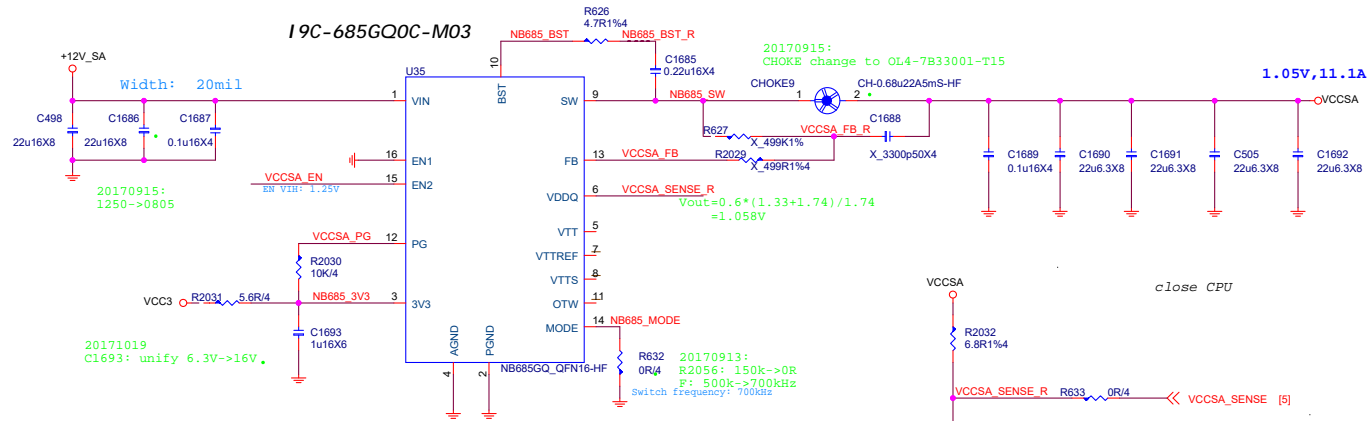 I9C-685GQ0C-M03
R626
4.7R1%4
NB685_BST
NB685_BST_R
+12V_SA
Width: 20mil
U35
10
BST
C1685
0.22u16X4
20170915:
CHOKE change to OL4-7B33001-T15
1.05V,11.1A
1
VIN
SW
9
NB685_SW
CHOKE9
CH-0.68u22A5mS-HF
1
2
VCCSA
C498
22u16X8
C1686
22u16X8
C1687
0.1u16X4
R627
X_499K1%
VCCSA_FB_R
C1688
X_3300p50X4
16
EN1
FB
13
VCCSA_FB
R2029
X_499R1%4
C1689
0.1u16X4
C1690
22u6.3X8
C1691
22u6.3X8
C505
22u6.3X8
C1692
22u6.3X8
VCCSA_EN
15
EN2
EN VIH: 1.25V
20170915:
1250->0805
VDDQ
6
VCCSA_SENSE_R
Vout=0.6*(1.33+1.74)/1.74
=1.058V
VTT
5
VCCSA_PG
12
PG
VTTREF
7
R2030
10K/4
VTTS
8
VCC3
R2031
5.6R/4
NB685_3V3
3
3V3
OTW
11
MODE
14
NB685_MODE
C1693
1u16X6
20171019
C1693: unify 6.3V->16V
AGND
PGND
4
2
NB685GQ_QFN16-HF
R632
0R/4
20170913:
R2056: 150k->0R
F: 500k->700kHz
Switch frequency: 700kHz
VCCSA
close CPU
R2032
6.8R1%4
VCCSA_SENSE_R
R633
0R/4
VCCSA_SENSE [5]